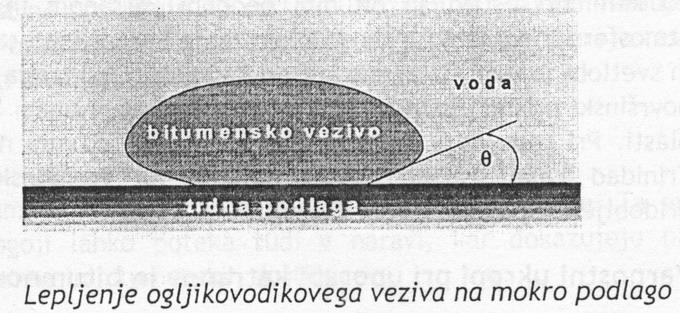 voda
bitumensko vezivo
θ
trdna podlaga
Lepljenje ogljikovodikovega veziva na mokro podlago